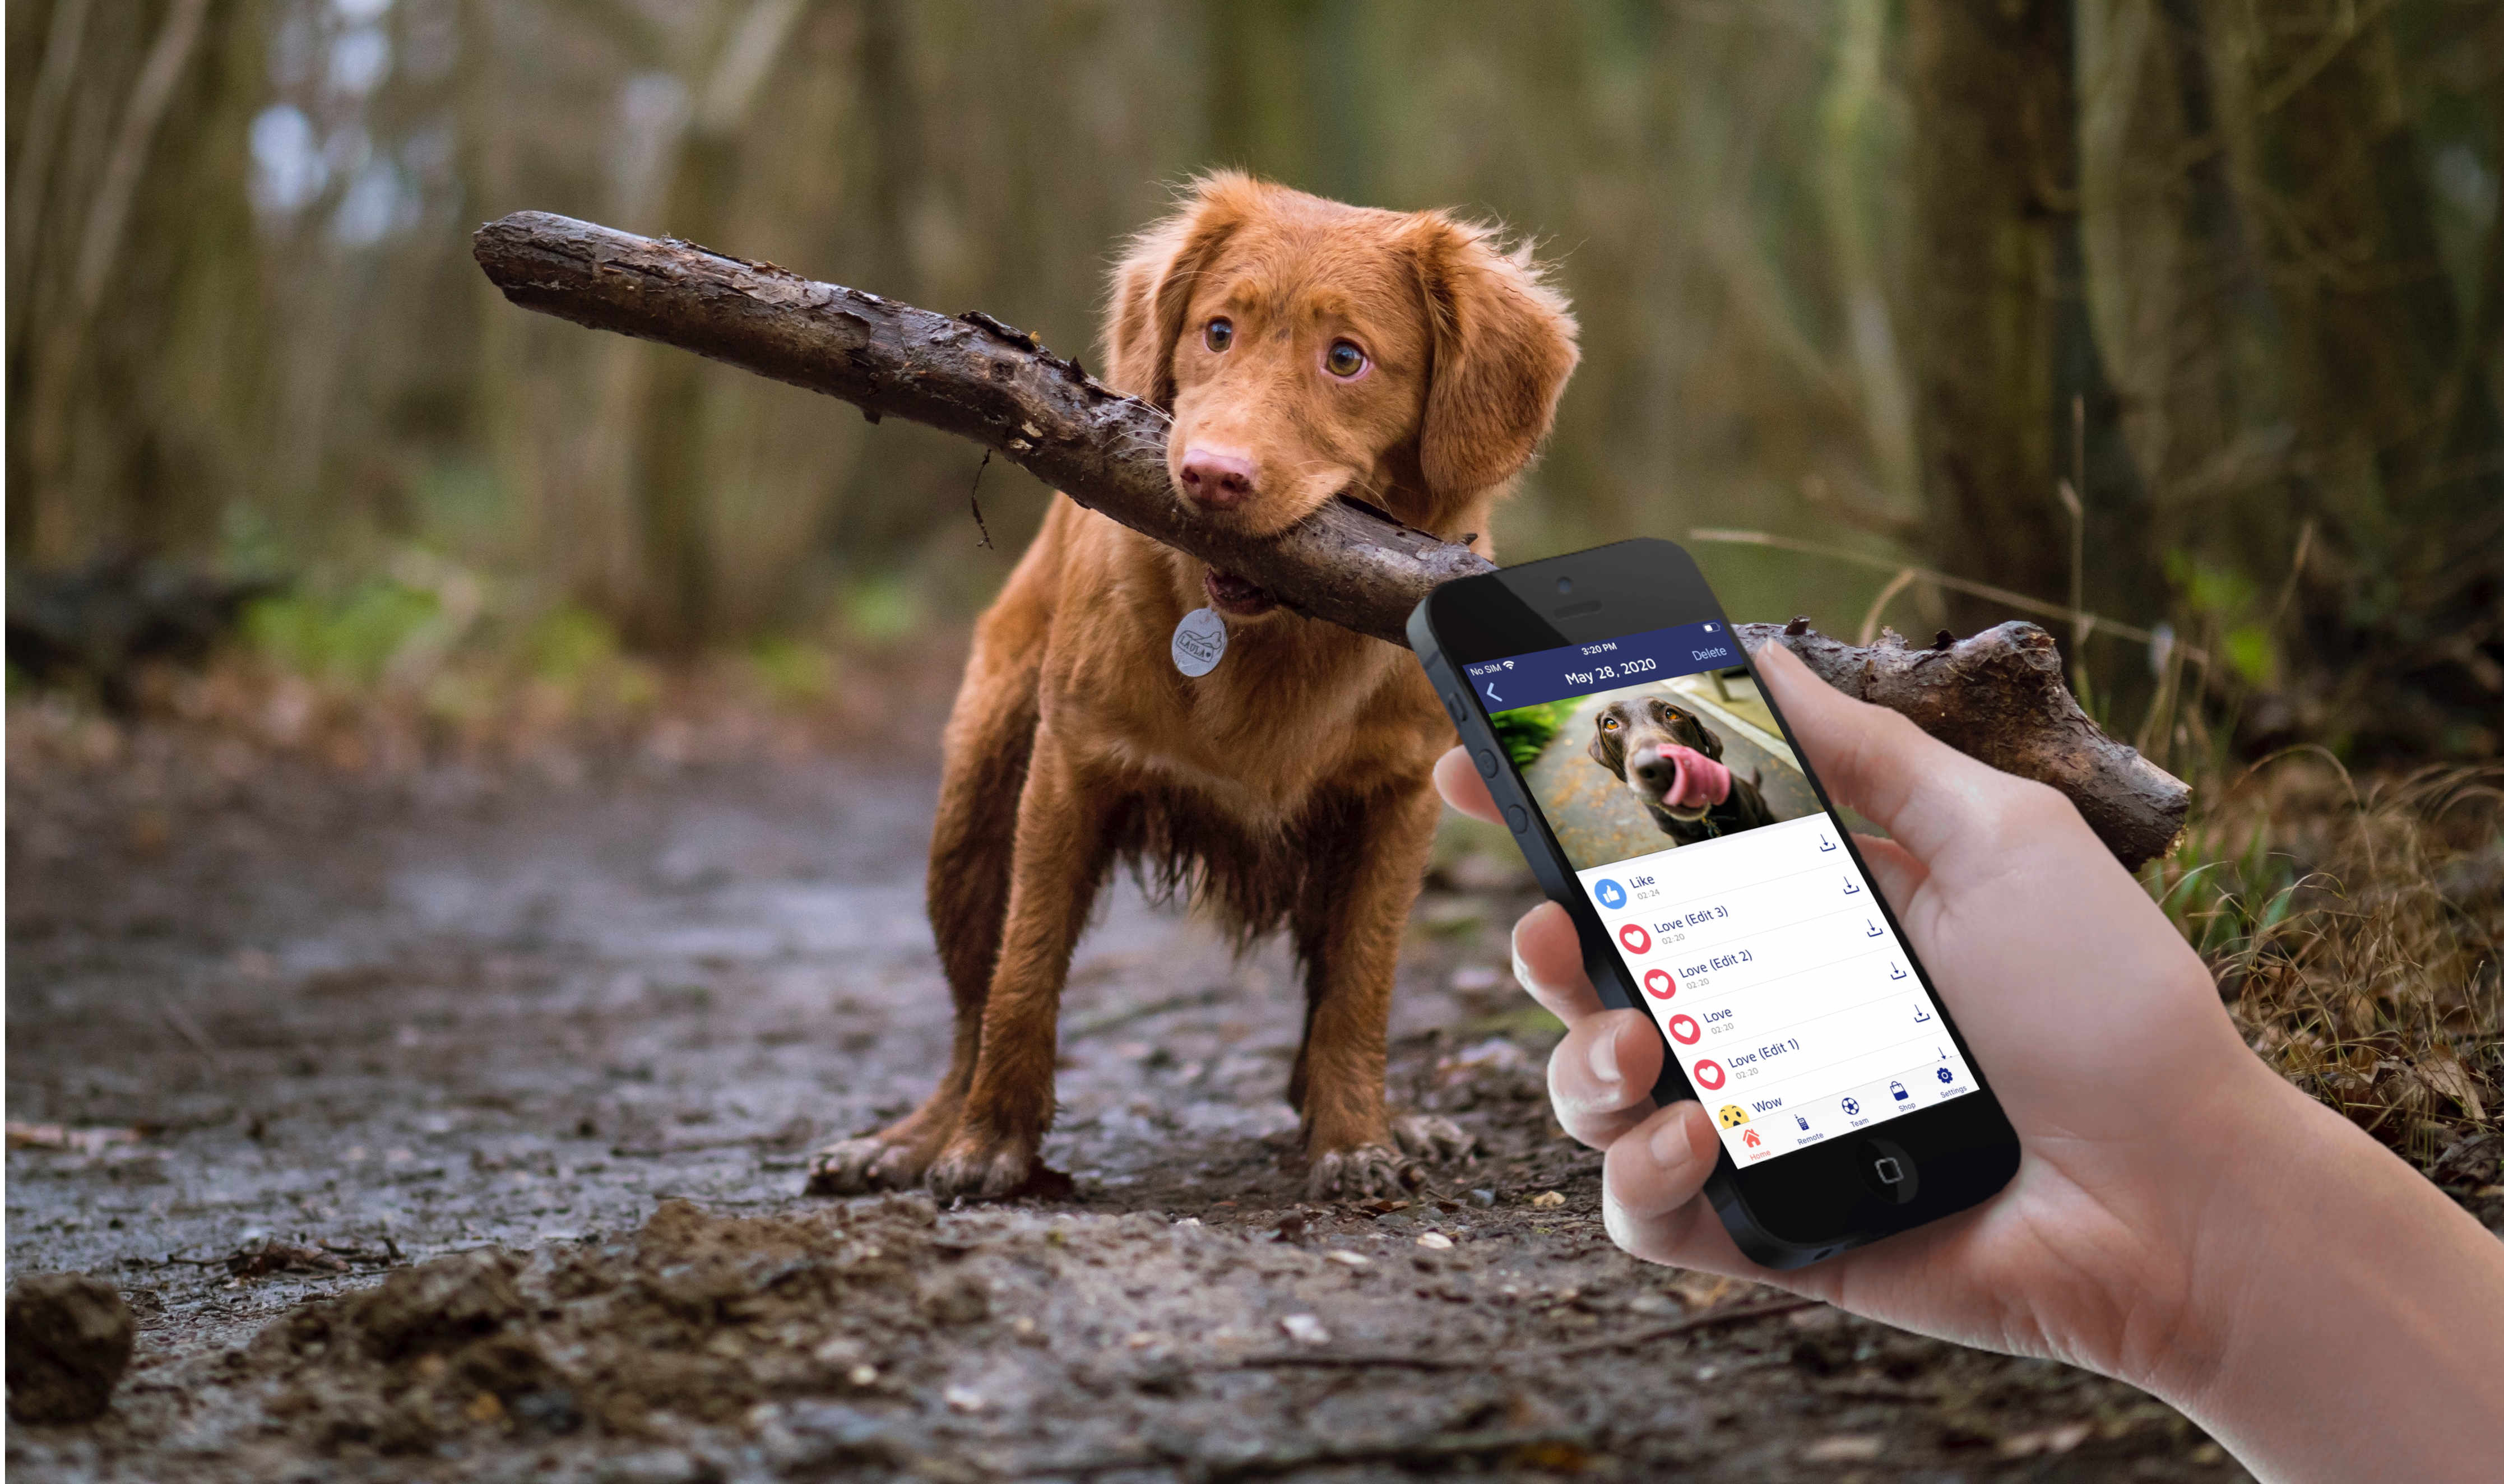 LAULA
No SIM 3:20 PM
May 28, 2020 Delete
Like
02:24
Love (Edit 3)
02:20
Love (Edit 2)
02:20
Love
02:20
Love (Edit 1)
02:20
Wow
Home Remote Team Shop Settings